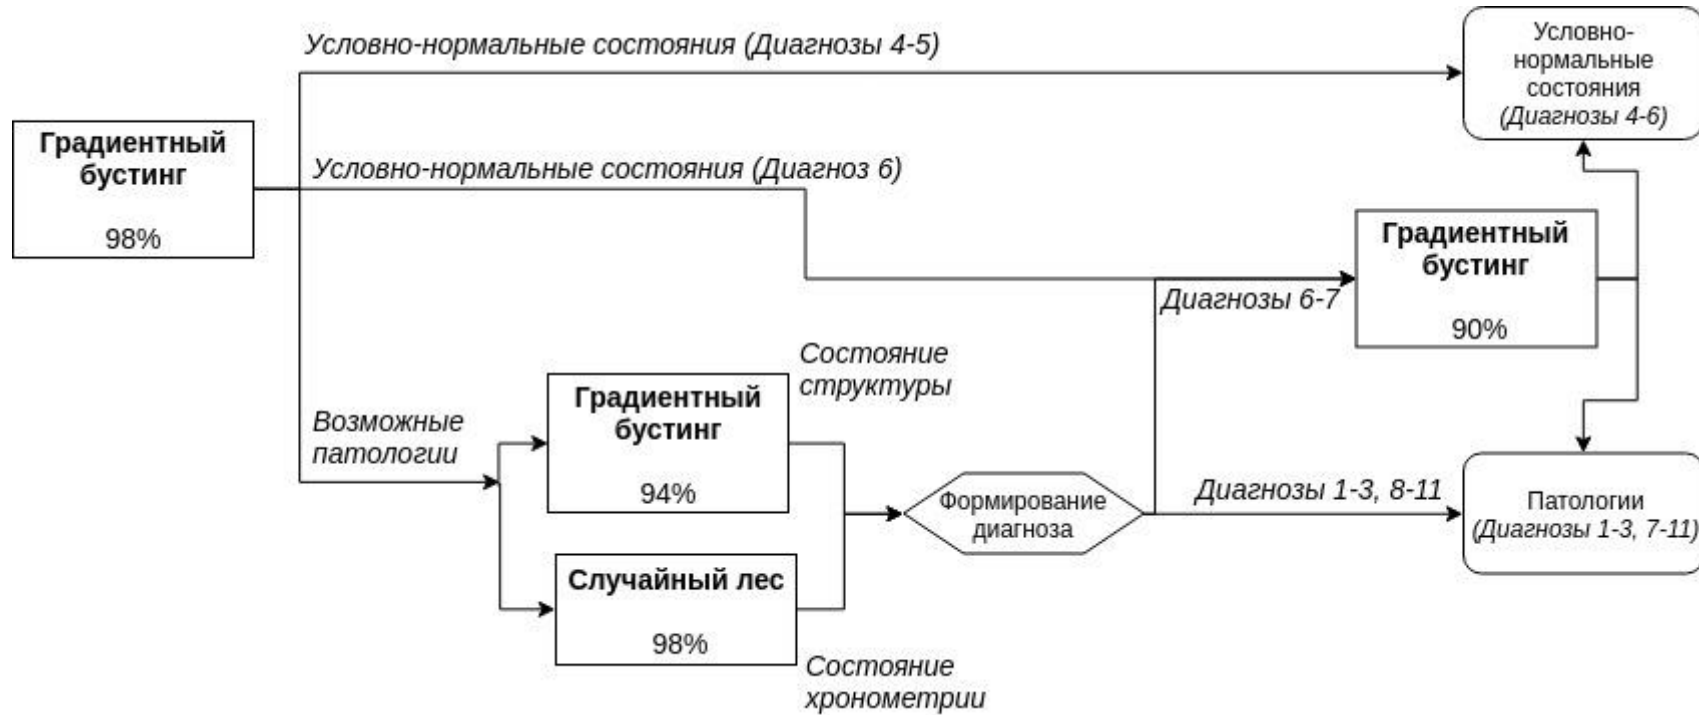 Условно-нормальные состояния (Диагнозы 4-5)
Условно-
нормальные
состояния
(Диагнозы 4-6)
Градиентный
бустинг
98%
Условно-нормальные состояния (Диагноз 6)
Градиентный
бустинг
90%
Диагнозы 6-7
Состояние
структуры
Возможные
патологии
Градиентный
бустинг
94%
Формирование
диагноза
Диагнозы 1-3, 8-11
Патологии
(Диагнозы 1-3, 7-11)
Случайный лес
98%
Состояние
хронометрии